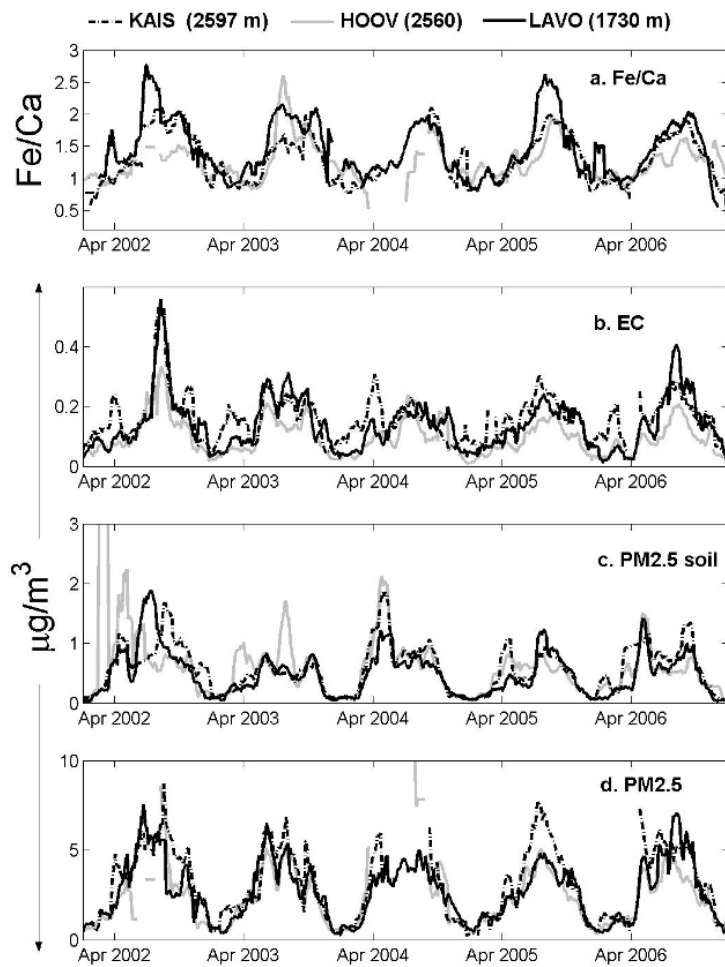 KAIS (2597 m) HOOV (2560) LAVO (1730 m)
a. Fe/Ca
Fe/Ca
3
2.5
2
1.5
1
0.5
Apr 2002 Apr 2003 Apr 2004 Apr 2005 Apr 2006
b. EC
0.4
0.2
0
Apr 2002 Apr 2003 Apr 2004 Apr 2005 Apr 2006
µg/m³
c. PM2.5 soil
3
2
1
0
Apr 2002 Apr 2003 Apr 2004 Apr 2005 Apr 2006
d. PM2.5
10
5
0
Apr 2002 Apr 2003 Apr 2004 Apr 2005 Apr 2006